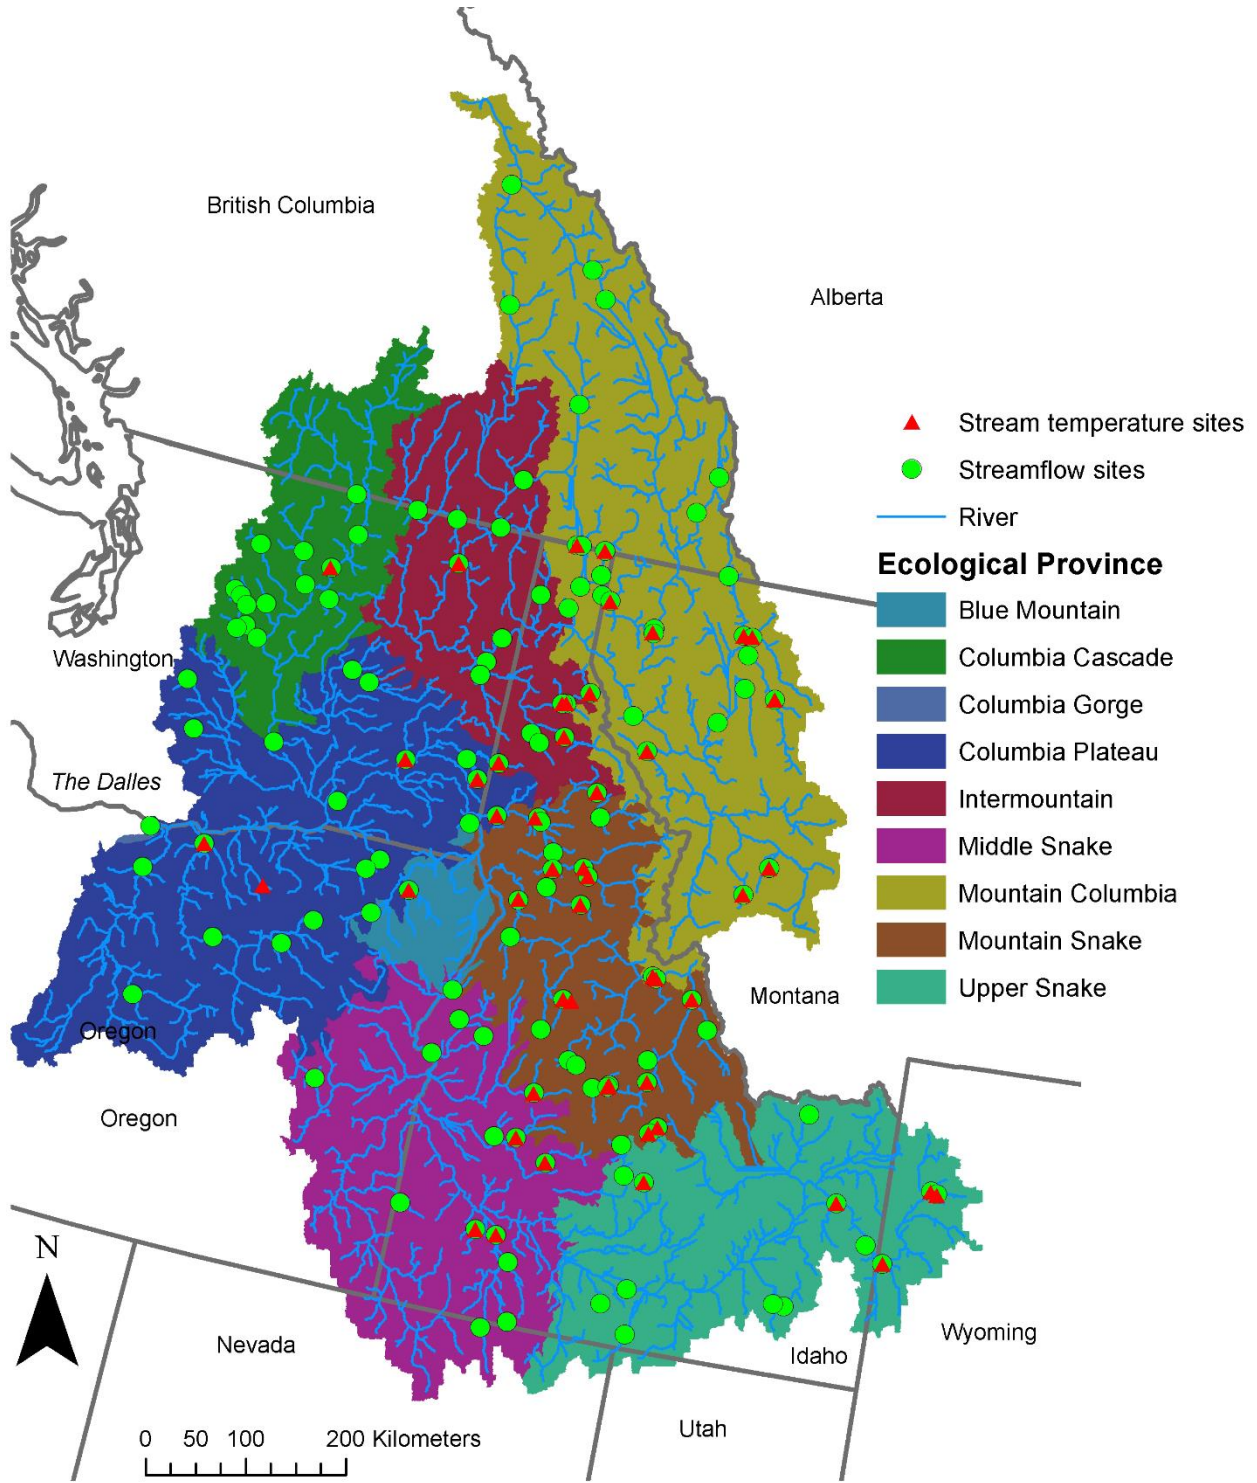 British Columbia
Alberta
Stream temperature sites
Streamflow sites
River
Ecological Province
Blue Mountain
Columbia Cascade
Columbia Gorge
Columbia Plateau
Intermountain
Middle Snake
Mountain Columbia
Mountain Snake
Upper Snake
Washington
The Dalles
Montana
Oregon
Oregon
N
Nevada
Idaho
Wyoming
Utah
0 50 100 200 Kilometers